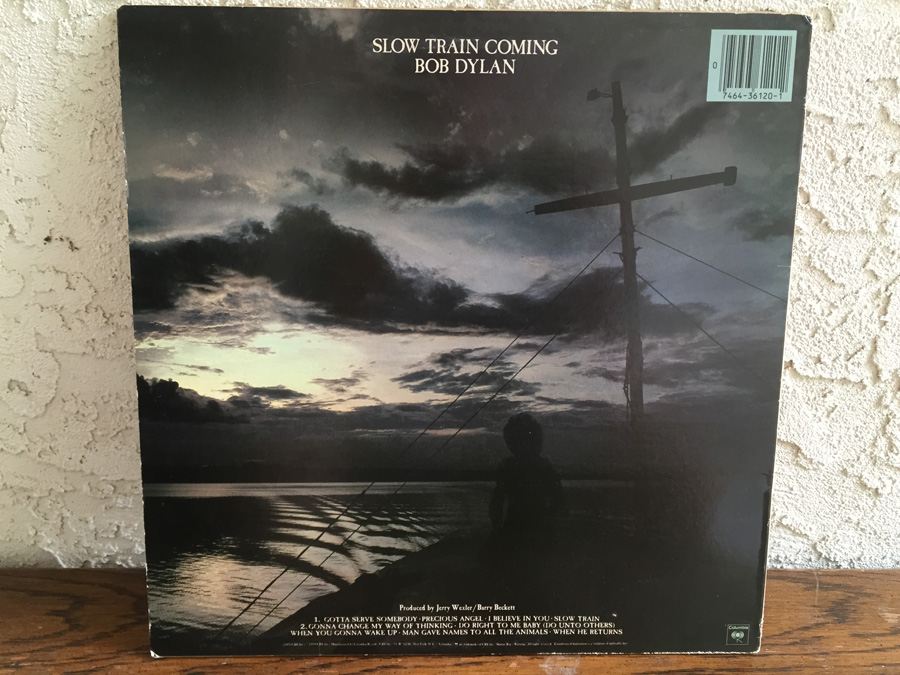 SLOW TRAIN COMING
BOB DYLAN
0
7464-36120-1
Produced by Jerry Wexler/Barry Beckett
1. GOTTA SERVE SOMEBODY · PRECIOUS ANGEL · I BELIEVE IN YOU · SLOW TRAIN
2. GONNA CHANGE MY WAY OF THINKING · DO RIGHT TO ME BABY (DO UNTO OTHERS)
WHEN YOU GONNA WAKE UP · MAN GAVE NAMES TO ALL THE ANIMALS · WHEN HE RETURNS
Columbia